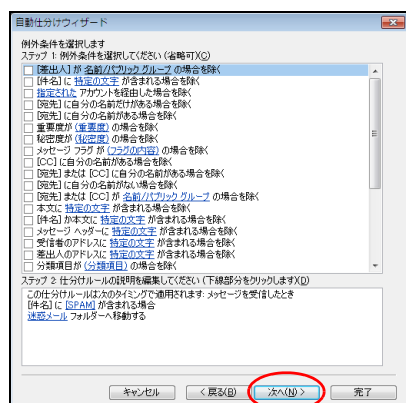 自動仕分けウィザード
例外条件を選択します
ステップ 1: 例外条件を選択してください (省略可)(C)
[差出人] が 名前/パブリック グループ の場合を除く
[件名] に 特定の文字 が含まれる場合を除く
指定された アカウントを経由した場合を除く
[宛先] に自分の名前だけがある場合を除く
[宛先] に自分の名前がある場合を除く
重要度が (重要度) の場合を除く
秘密度が (秘密度) の場合を除く
メッセージ フラグ が (フラグの内容) の場合を除く
[CC] に自分の名前がある場合を除く
[宛先] または [CC] に自分の名前がある場合を除く
[宛先] に自分の名前がない場合を除く
[宛先] または [CC] が 名前/パブリック グループ の場合を除く
本文に 特定の文字 が含まれる場合を除く
[件名] か本文に 特定の文字 が含まれる場合を除く
メッセージ ヘッダーに 特定の文字 が含まれる場合を除く
受信者のアドレスに 特定の文字 が含まれる場合を除く
差出人のアドレスに 特定の文字 が含まれる場合を除く
分類項目が (分類項目) の場合を除く
ステップ 2: 仕分けルールの説明を編集してください (下線部分をクリックします)(D)
この仕分けルールは次のタイミングで適用されます: メッセージを受信したとき
[件名] に [SPAM] が含まれる場合
迷惑メール フォルダーへ移動する
キャンセル
< 戻る(B)
次へ(N) >
完了